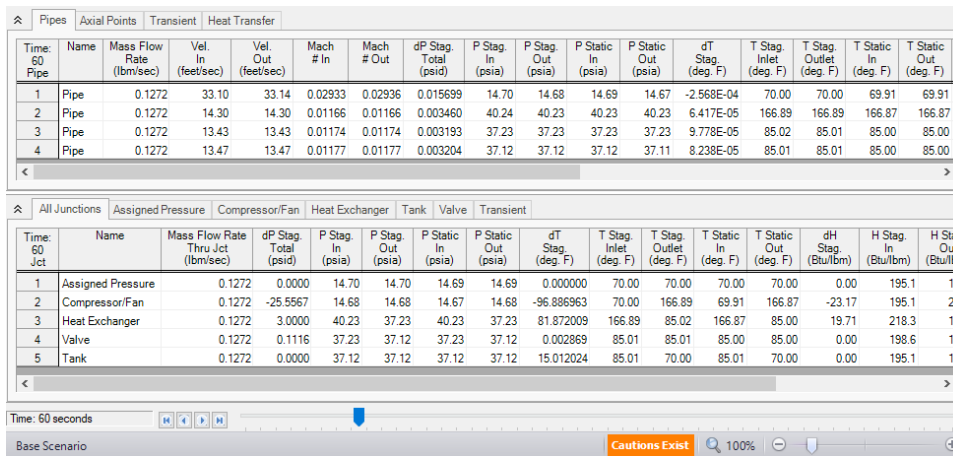 Pipes Axial Points Transient Heat Transfer
Time: 60 Pipe Name Mass Flow Rate (lbm/sec) Vel. In (feet/sec) Vel. Out (feet/sec) Mach # In Mach # Out dP Stag. Total (psid) P Stag. In (psia) P Stag. Out (psia) P Static In (psia) P Static Out (psia) dT Stag. (deg. F) T Stag. Inlet (deg. F) T Stag. Outlet (deg. F) T Static In (deg. F) T Static Out (deg. F)
1 Pipe 0.1272 33.10 33.14 0.02933 0.02936 0.015699 14.70 14.68 14.69 14.67 -2.568E-04 70.00 70.00 69.91 69.91
2 Pipe 0.1272 14.30 14.30 0.01166 0.01166 0.003460 40.24 40.23 40.23 40.23 6.417E-05 166.89 166.89 166.87 166.87
3 Pipe 0.1272 13.43 13.43 0.01174 0.01174 0.003193 37.23 37.23 37.23 37.23 9.778E-05 85.02 85.01 85.00 85.00
4 Pipe 0.1272 13.47 13.47 0.01177 0.01177 0.003204 37.12 37.12 37.12 37.11 8.238E-05 85.01 85.01 85.00 85.00
All Junctions Assigned Pressure Compressor/Fan Heat Exchanger Tank Valve Transient
Time: 60 Jct Name Mass Flow Rate Thru Jct (lbm/sec) dP Stag. Total (psid) P Stag. In (psia) P Stag. Out (psia) P Static In (psia) P Static Out (psia) dT Stag. (deg. F) T Stag. Inlet (deg. F) T Stag. Outlet (deg. F) T Static In (deg. F) T Static Out (deg. F) dH Stag. (Btu/lbm) H Stag. In (Btu/lbm)
1 Assigned Pressure 0.1272 0.0000 14.70 14.70 14.69 14.69 0.000000 70.00 70.00 70.00 70.00 0.00 195.1
2 Compressor/Fan 0.1272 -25.5567 14.68 14.68 14.67 14.68 -96.886963 70.00 166.89 69.91 166.87 -23.17 195.1
3 Heat Exchanger 0.1272 3.0000 40.23 37.23 40.23 37.23 81.872009 166.89 85.02 166.87 85.00 19.71 218.3
4 Valve 0.1272 0.1116 37.23 37.12 37.23 37.12 0.002869 85.01 85.01 85.00 85.00 0.00 198.6
5 Tank 0.1272 0.0000 37.12 37.12 37.12 37.12 15.012024 85.01 70.00 85.01 70.00 0.00 195.1
Time: 60 seconds
Base Scenario Cautions Exist 100%